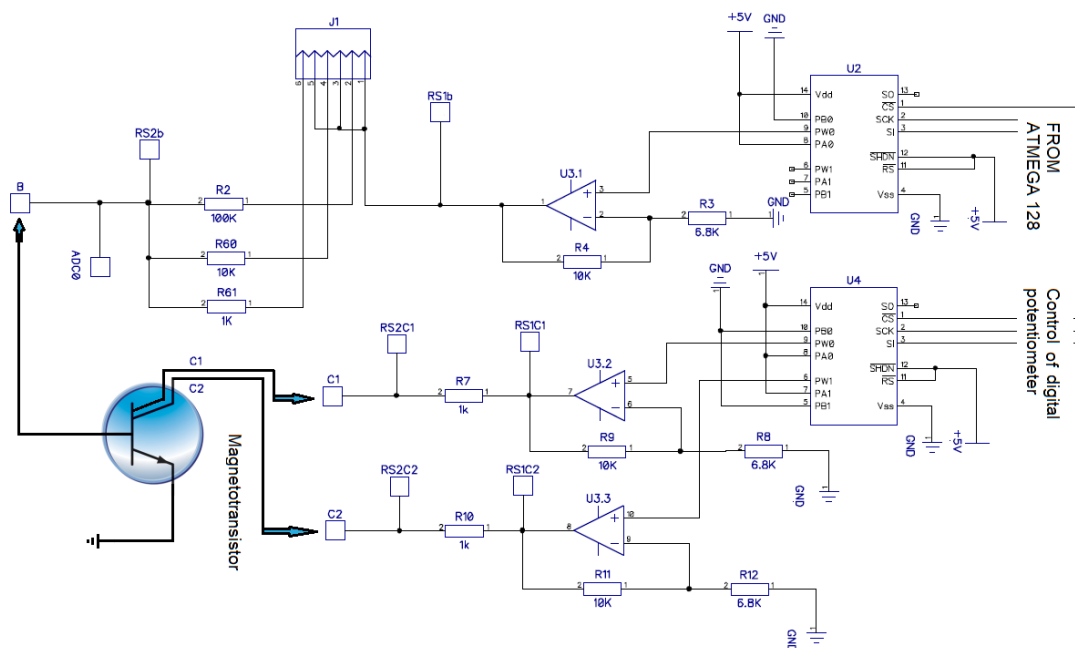 J1
6 5 4 3 2 1
RS1b
RS2b
B
ADC0
2 R2 1
100K
2 R60 1
10K
2 R61 1
1K
U3.1
1
3
2
+
−
2 R4 1
10K
2 R3 1
6.8K
1
GND
+5V
GND
U2
14 Vdd
10 PB0
9 PW0
8 PA0
6 PW1
7 PA1
5 PB1
SO 13
CS 1
SCK 2
SI 3
SHDN 12
RS 11
Vss 4
GND
+5V
FROM
ATMEGA 128
GND
+5V
U4
14 Vdd
10 PB0
9 PW0
8 PA0
6 PW1
7 PA1
5 PB1
SO 13
CS 1
SCK 2
SI 3
SHDN 12
RS 11
Vss 4
GND
+5V
Control of digital
potentiometer
C1
C2
Magnetotransistor
RS2C1
RS1C1
C1
2 R7 1
1k
U3.2
7
5
6
+
−
2 R9 1
10K
2 R8 1
6.8K
GND
1
RS2C2
RS1C2
C2
2 R10 1
1k
U3.3
8
10
9
+
−
2 R11 1
10K
2 R12 1
6.8K
GND
1